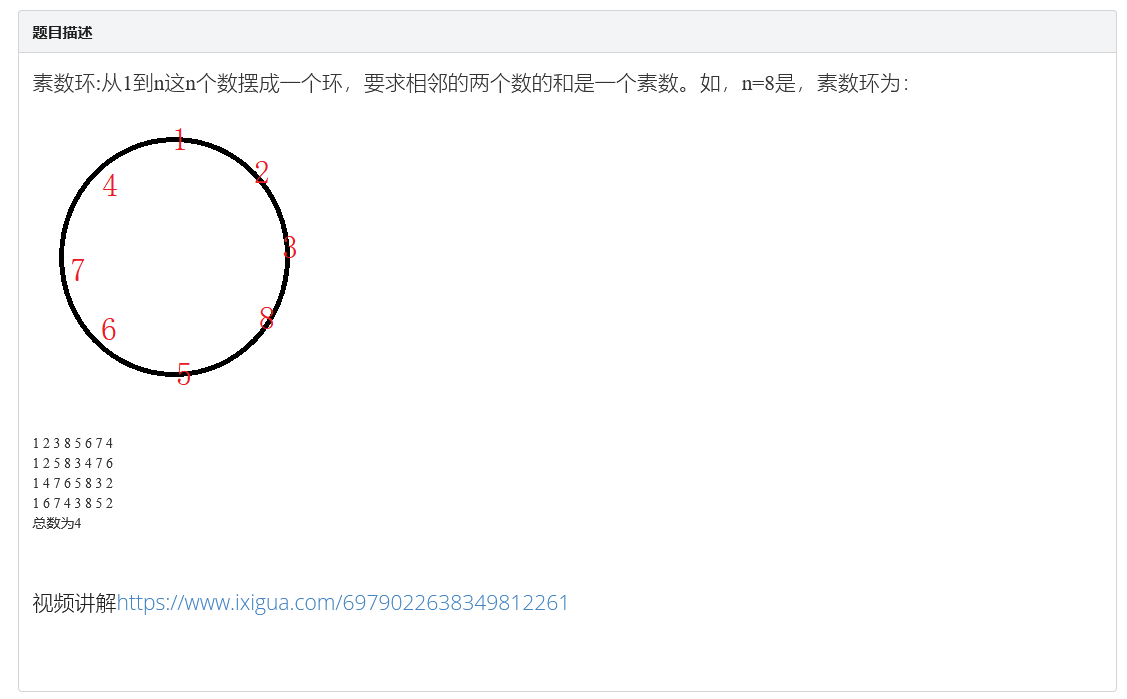 题目描述
素数环:从1到n这n个数摆成一个环，要求相邻的两个数的和是一个素数。如，n=8是，素数环为：
1
2
4
3
7
8
6
5
1 2 3 8 5 6 7 4
1 2 5 8 3 4 7 6
1 4 7 6 5 8 3 2
1 6 7 4 3 8 5 2
总数为4
视频讲解https://www.ixigua.com/6979022638349812261